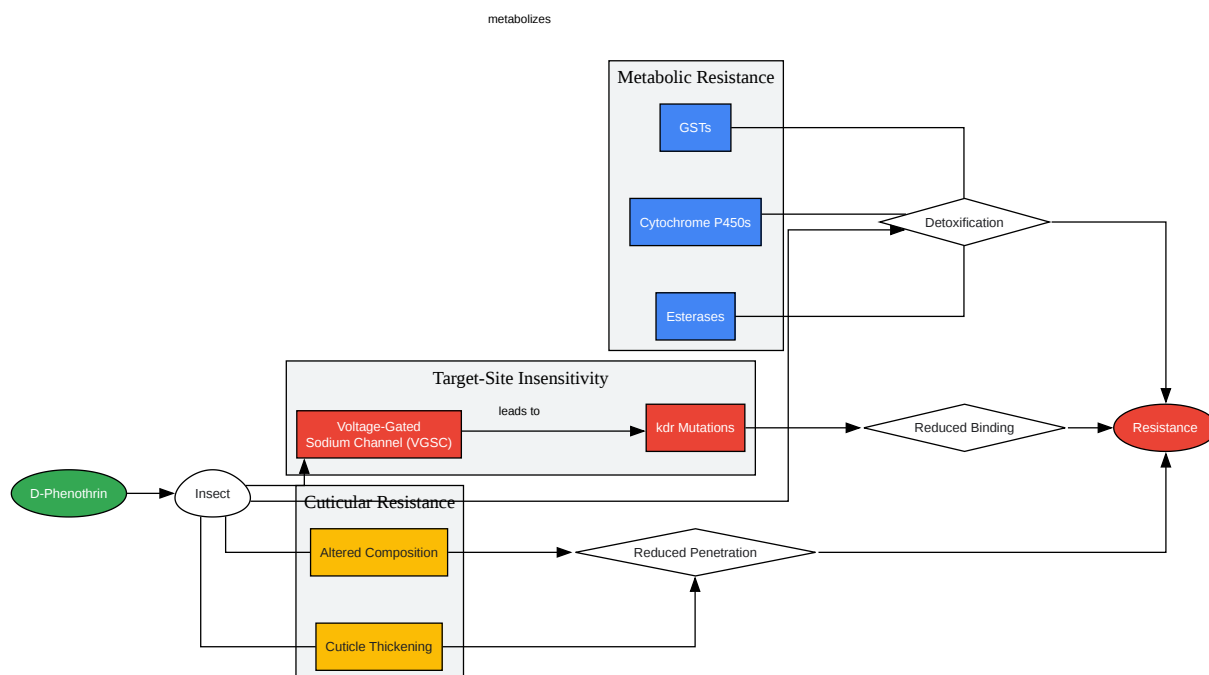 metabolizes
Metabolic Resistance
GSTs
Cytochrome P450s
Detoxification
Esterases
Target-Site Insensitivity
leads to
Voltage-Gated
Sodium Channel (VGSC)
kdr Mutations
Reduced Binding
Resistance
D-Phenothrin
Insect
Cuticular Resistance
Altered Composition
Reduced Penetration
Cuticle Thickening